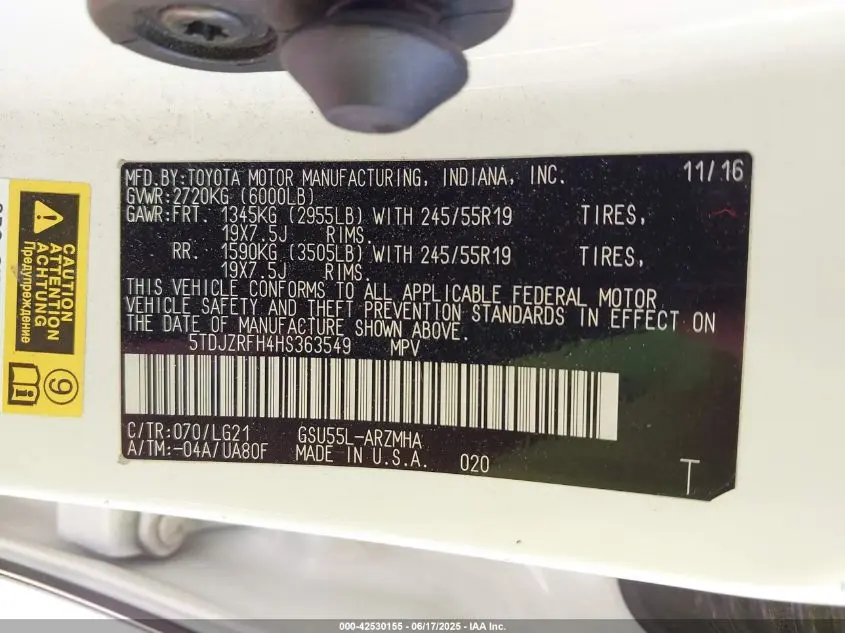 MFD.BY:TOYOTA MOTOR MANUFACTURING, INDIANA, INC. 11/16
GVWR:2720KG (6000LB)
GAWR:FRT. 1345KG (2955LB) WITH 245/55R19 TIRES,
19X7.5J RIMS.
RR. 1590KG (3505LB) WITH 245/55R19 TIRES,
19X7.5J RIMS.
THIS VEHICLE CONFORMS TO ALL APPLICABLE FEDERAL MOTOR
VEHICLE SAFETY AND THEFT PREVENTION STANDARDS IN EFFECT ON
THE DATE OF MANUFACTURE SHOWN ABOVE.
5TDJZRFH4HS363549 MPV
C/TR:070/LG21 GSU55L-ARZMHA
A/TM:-04A/UA80F MADE IN U.S.A. 020
T
CAUTION
ATTENTION
ACHTUNG
Предупреждение
9
000-42530155 - 06/17/2025 - IAA Inc.